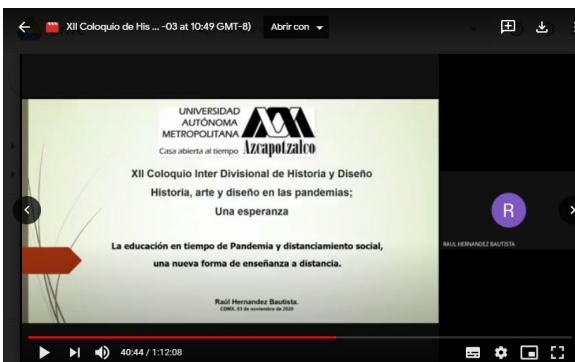 XII Coloquio de His ... -03 at 10:49 GMT-8)
Abrir con
UNIVERSIDAD
AUTÓNOMA
METROPOLITANA
Casa abierta al tiempo Azcapotzalco
XII Coloquio Inter Divisional de Historia y Diseño
Historia, arte y diseño en las pandemias;
Una esperanza
La educación en tiempo de Pandemia y distanciamiento social,
una nueva forma de enseñanza a distancia.
Raúl Hernandez Bautista.
CDMX, 03 de noviembre de 2020
R
RAUL HERNANDEZ BAUTISTA
40:44 / 1:12:08